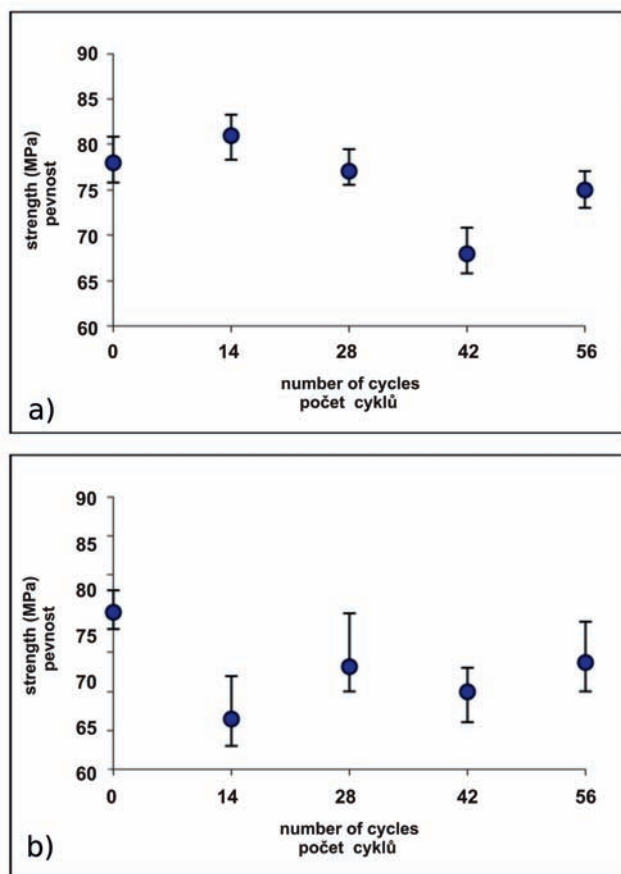 90
85
80
75
70
65
60
strength (MPa)
pevnost
0 14 28 42 56
number of cycles
počet cyklů
a)
90
85
80
75
70
65
60
strength (MPa)
pevnost
0 14 28 42 56
number of cycles
počet cyklů
b)